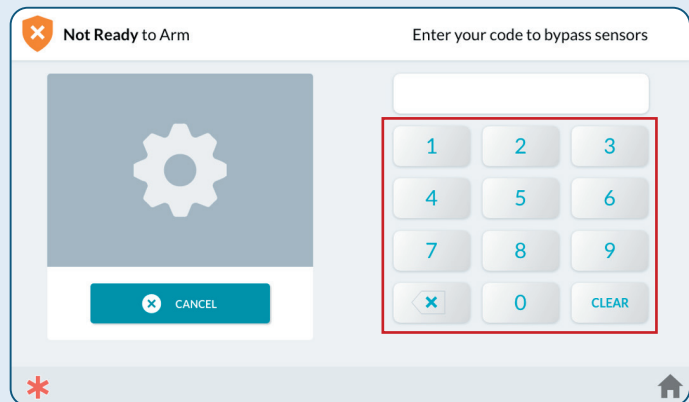 Not Ready to Arm
Enter your code to bypass sensors
1 2 3
4 5 6
7 8 9
0 CLEAR
CANCEL